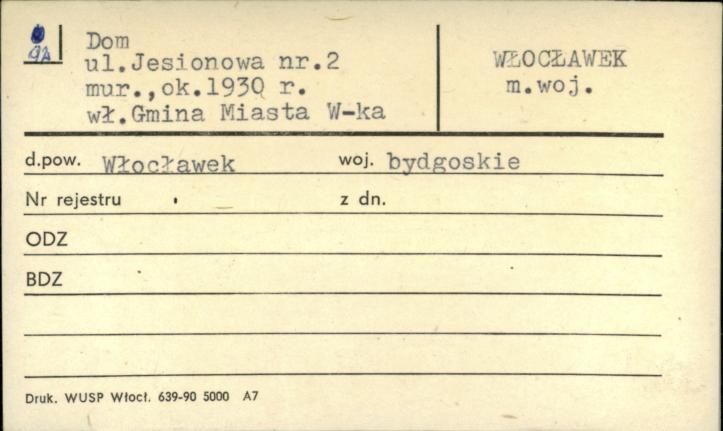 92
Dom
ul.Jesionowa nr.2
mur.,ok.1930 r.
wł.Gmina Miasta W-ka
WŁOCŁAWEK
m.woj.
d.pow. Włocławek woj. bydgoskie
Nr rejestru z dn.
ODZ
BDZ
Druk. WUSP Włocł. 639-90 5000 A7